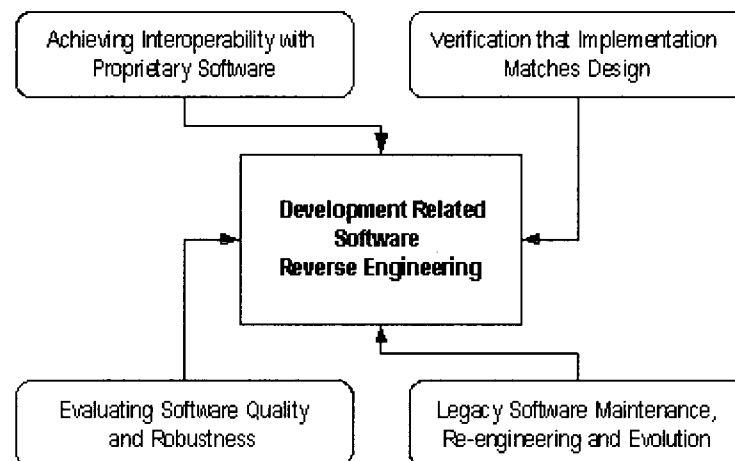 Achieving Interoperability with
Proprietary Software
Verification that Implementation
Matches Design
Development Related
Software
Reverse Engineering
Evaluating Software Quality
and Robustness
Legacy Software Maintenance,
Re-engineering and Evolution